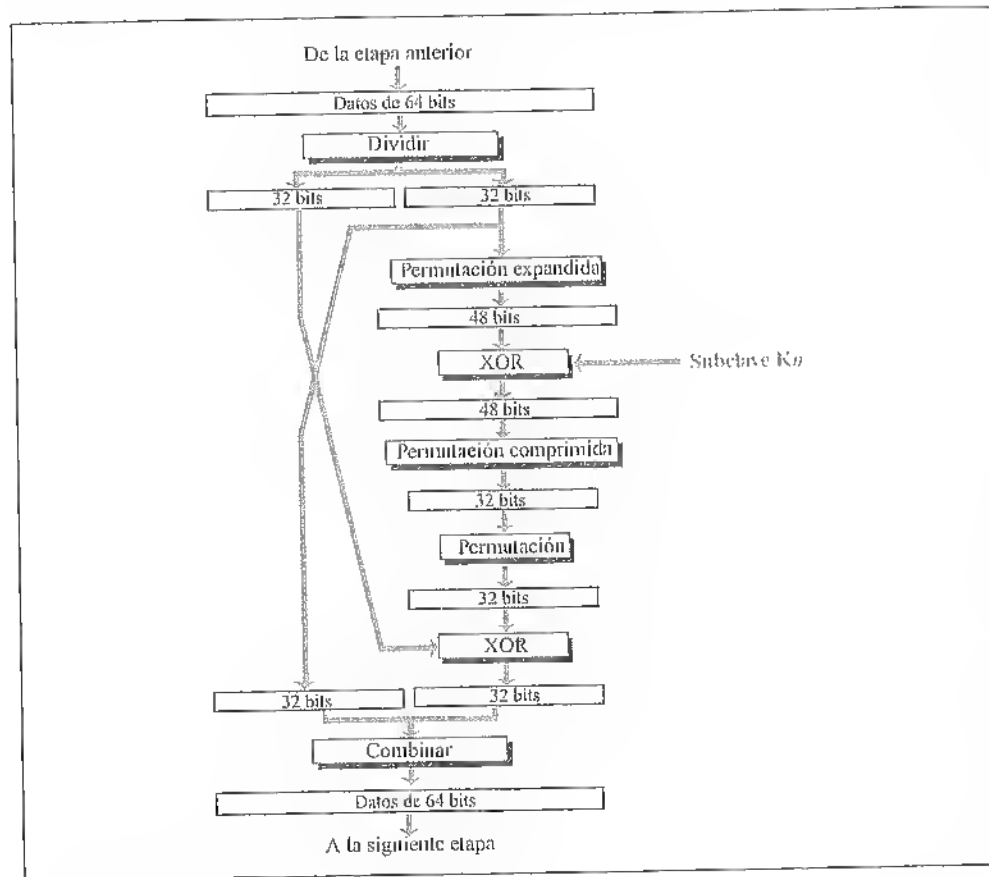 De la etapa anterior
Datos de 64 bits
Dividir
32 bits
32 bits
Permutación expandida
48 bits
XOR
Subclave Kn
48 bits
Permutación comprimida
32 bits
Permutación
32 bits
XOR
32 bits
32 bits
Combinar
Datos de 64 bits
A la siguiente etapa